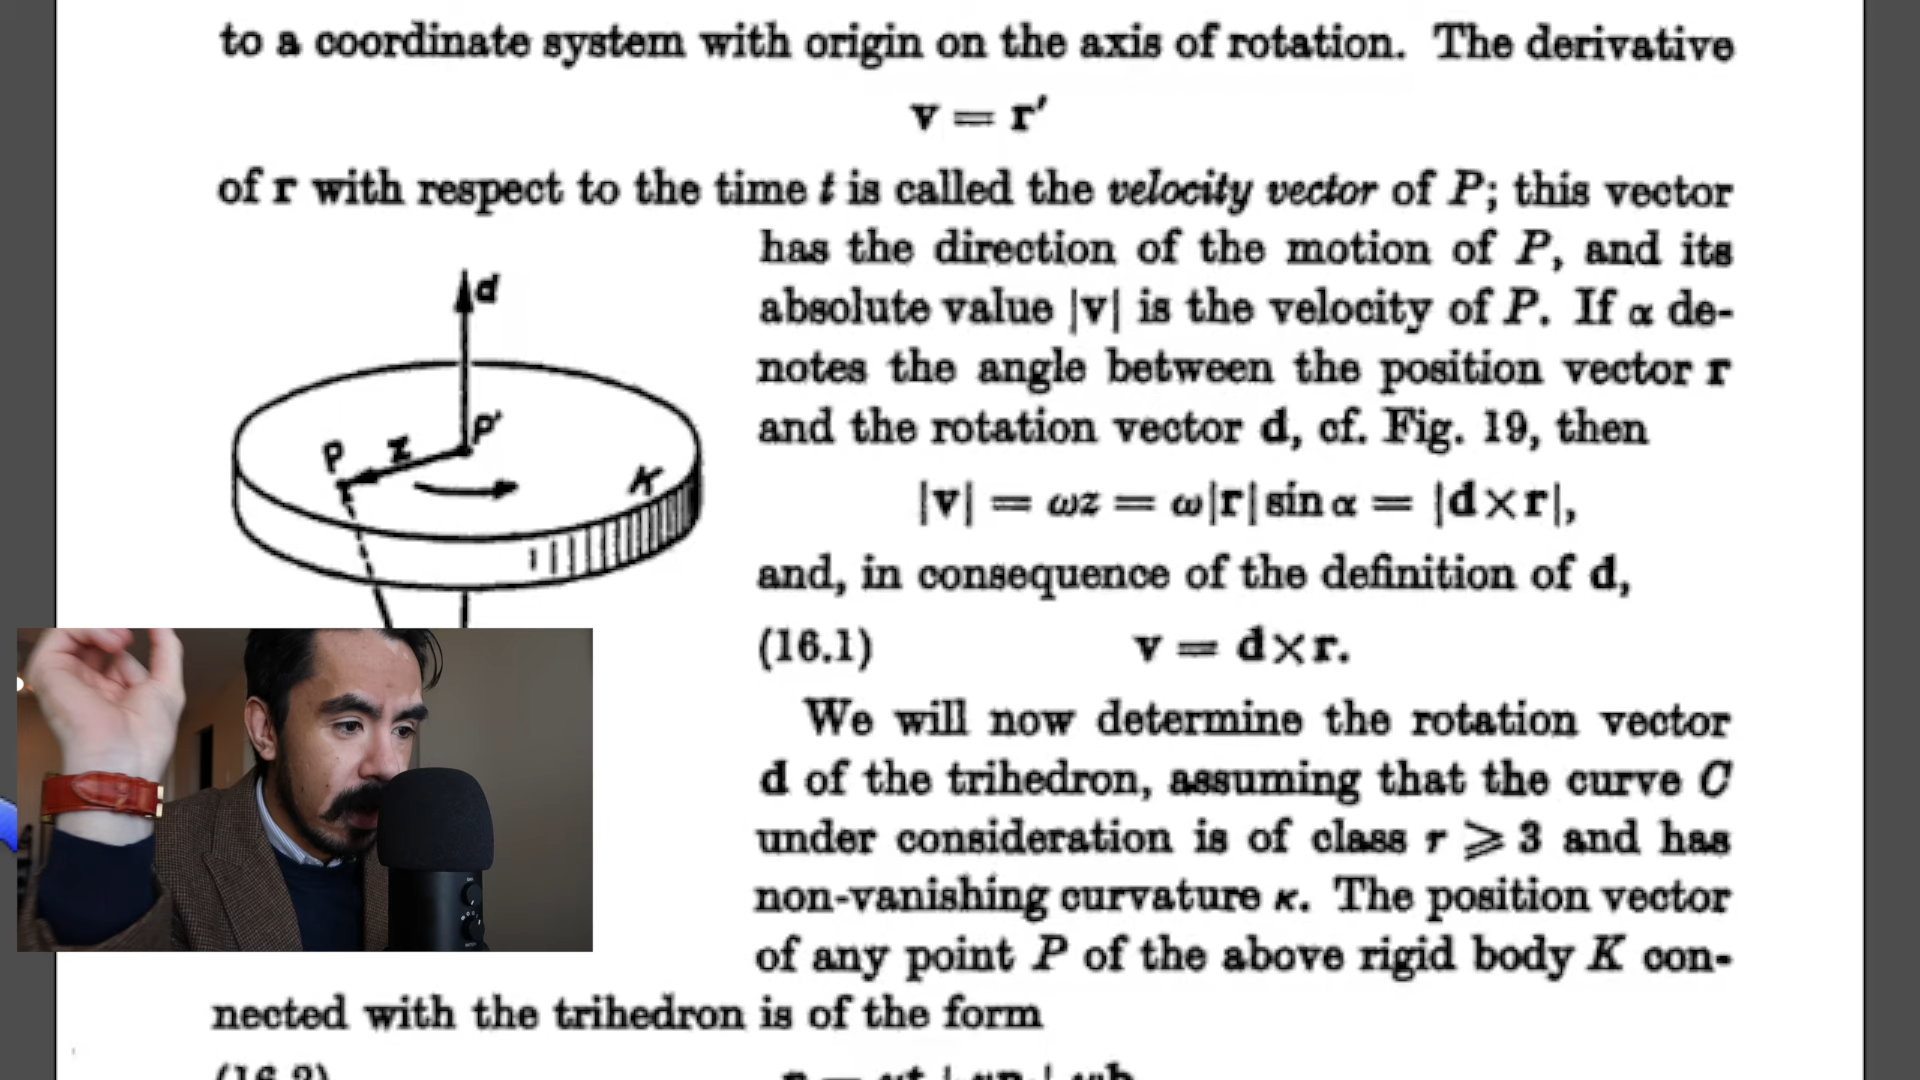 to a coordinate system with origin on the axis of rotation. The derivative
v = r′
of r with respect to the time t is called the velocity vector of P; this vector
has the direction of the motion of P, and its
absolute value |v| is the velocity of P. If α de-
notes the angle between the position vector r
and the rotation vector d, cf. Fig. 19, then
|v| = ωz = ω|r| sin α = |d×r|,
and, in consequence of the definition of d,
(16.1) v = d×r.
We will now determine the rotation vector
d of the trihedron, assuming that the curve C
under consideration is of class r ⩾ 3 and has
non-vanishing curvature κ. The position vector
of any point P of the above rigid body K con-
nected with the trihedron is of the form
d
P′
P
z
K